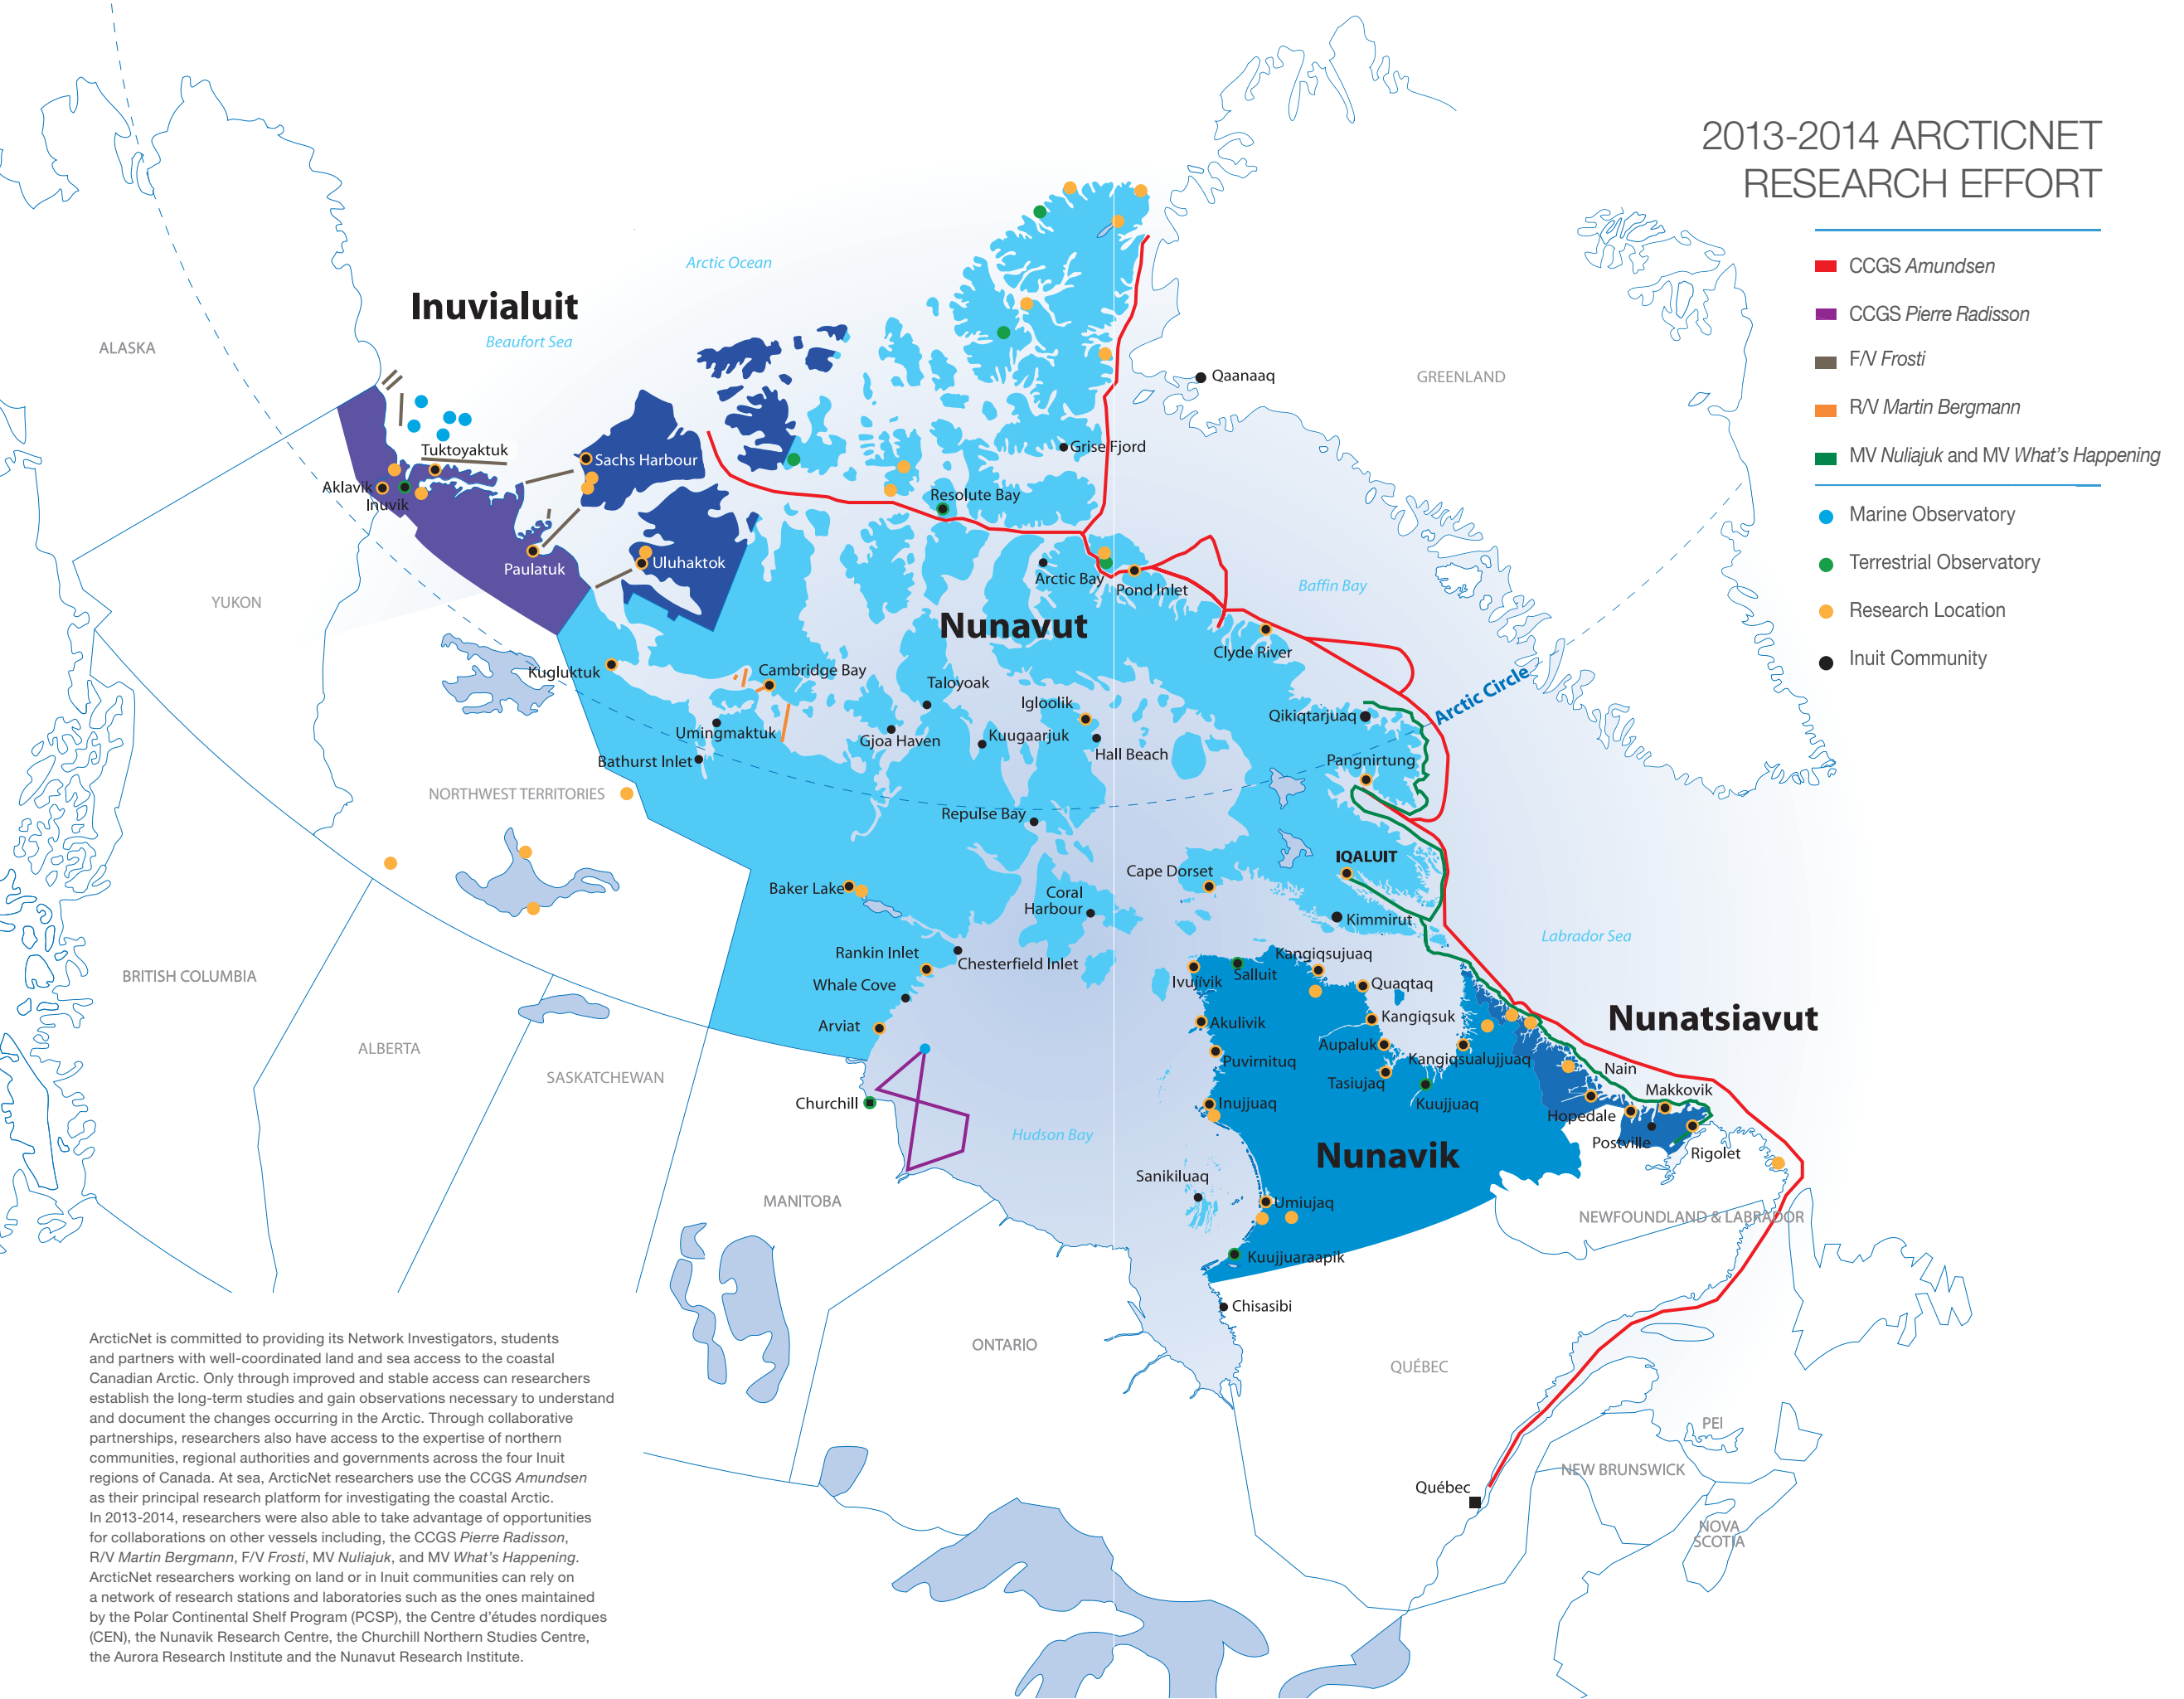 2013-2014 ARCTICNET
RESEARCH EFFORT
CCGS Amundsen
CCGS Pierre Radisson
F/V Frosti
R/V Martin Bergmann
MV Nuliajuk and MV What's Happening
Marine Observatory
Terrestrial Observatory
Research Location
Inuit Community
Arctic Ocean
Inuvialuit
Beaufort Sea
ALASKA
Qaanaaq
GREENLAND
Grise Fjord
Tuktoyaktuk
Sachs Harbour
Aklavik
Inuvik
Resolute Bay
Paulatuk
Uluhaktok
Arctic Bay
Pond Inlet
Baffin Bay
YUKON
Nunavut
Clyde River
Kugluktuk
Cambridge Bay
Taloyoak
Arctic Circle
Igloolik
Qikiqtarjuaq
Umingmaktuk
Gjoa Haven
Kuugaarjuk
Hall Beach
Bathurst Inlet
Pangnirtung
NORTHWEST TERRITORIES
Repulse Bay
IQALUIT
Cape Dorset
Baker Lake
Coral
Harbour
Kimmirut
Labrador Sea
Rankin Inlet
Chesterfield Inlet
Kangiqsujuaq
BRITISH COLUMBIA
Whale Cove
Ivujivik
Salluit
Quaqtaq
Arviat
Akulivik
Kangiqsuk
Nunatsiavut
ALBERTA
Aupaluk
Kangiqsualujjuaq
Puvirnituq
Nain
SASKATCHEWAN
Tasiujaq
Makkovik
Churchill
Inujjuaq
Kuujjuaq
Hopedale
Hudson Bay
Postville
Nunavik
Rigolet
Sanikiluaq
MANITOBA
Umiujaq
NEWFOUNDLAND & LABRADOR
Kuujjuaraapik
Chisasibi
ONTARIO
QUÉBEC
PEI
NEW BRUNSWICK
Québec
NOVA
SCOTIA
ArcticNet is committed to providing its Network Investigators, students
and partners with well-coordinated land and sea access to the coastal
Canadian Arctic. Only through improved and stable access can researchers
establish the long-term studies and gain observations necessary to understand
and document the changes occurring in the Arctic. Through collaborative
partnerships, researchers also have access to the expertise of northern
communities, regional authorities and governments across the four Inuit
regions of Canada. At sea, ArcticNet researchers use the CCGS Amundsen
as their principal research platform for investigating the coastal Arctic.
In 2013-2014, researchers were also able to take advantage of opportunities
for collaborations on other vessels including, the CCGS Pierre Radisson,
R/V Martin Bergmann, F/V Frosti, MV Nuliajuk, and MV What's Happening.
ArcticNet researchers working on land or in Inuit communities can rely on
a network of research stations and laboratories such as the ones maintained
by the Polar Continental Shelf Program (PCSP), the Centre d'études nordiques
(CEN), the Nunavik Research Centre, the Churchill Northern Studies Centre,
the Aurora Research Institute and the Nunavut Research Institute.